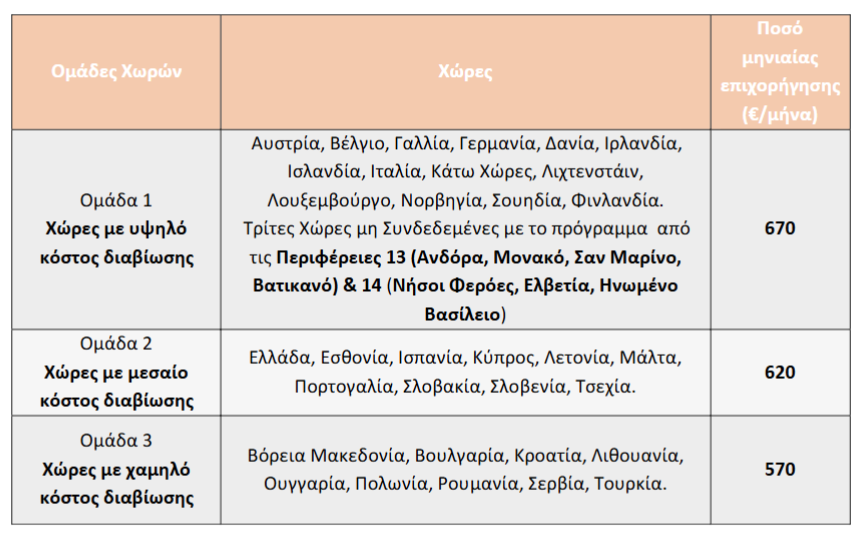 Ομάδες Χωρών
Χώρες
Ποσό
μηνιαίας
επιχορήγησης
(€/μήνα)
Ομάδα 1
Χώρες με υψηλό
κόστος διαβίωσης
Αυστρία, Βέλγιο, Γαλλία, Γερμανία, Δανία, Ιρλανδία,
Ισλανδία, Ιταλία, Κάτω Χώρες, Λιχτενστάιν,
Λουξεμβούργο, Νορβηγία, Σουηδία, Φινλανδία.
Τρίτες Χώρες μη Συνδεδεμένες με το πρόγραμμα από
τις Περιφέρειες 13 (Ανδόρα, Μονακό, Σαν Μαρίνο,
Βατικανό) & 14 (Νήσοι Φερόες, Ελβετία, Ηνωμένο
Βασίλειο)
670
Ομάδα 2
Χώρες με μεσαίο
κόστος διαβίωσης
Ελλάδα, Εσθονία, Ισπανία, Κύπρος, Λετονία, Μάλτα,
Πορτογαλία, Σλοβακία, Σλοβενία, Τσεχία.
620
Ομάδα 3
Χώρες με χαμηλό
κόστος διαβίωσης
Βόρεια Μακεδονία, Βουλγαρία, Κροατία, Λιθουανία,
Ουγγαρία, Πολωνία, Ρουμανία, Σερβία, Τουρκία.
570